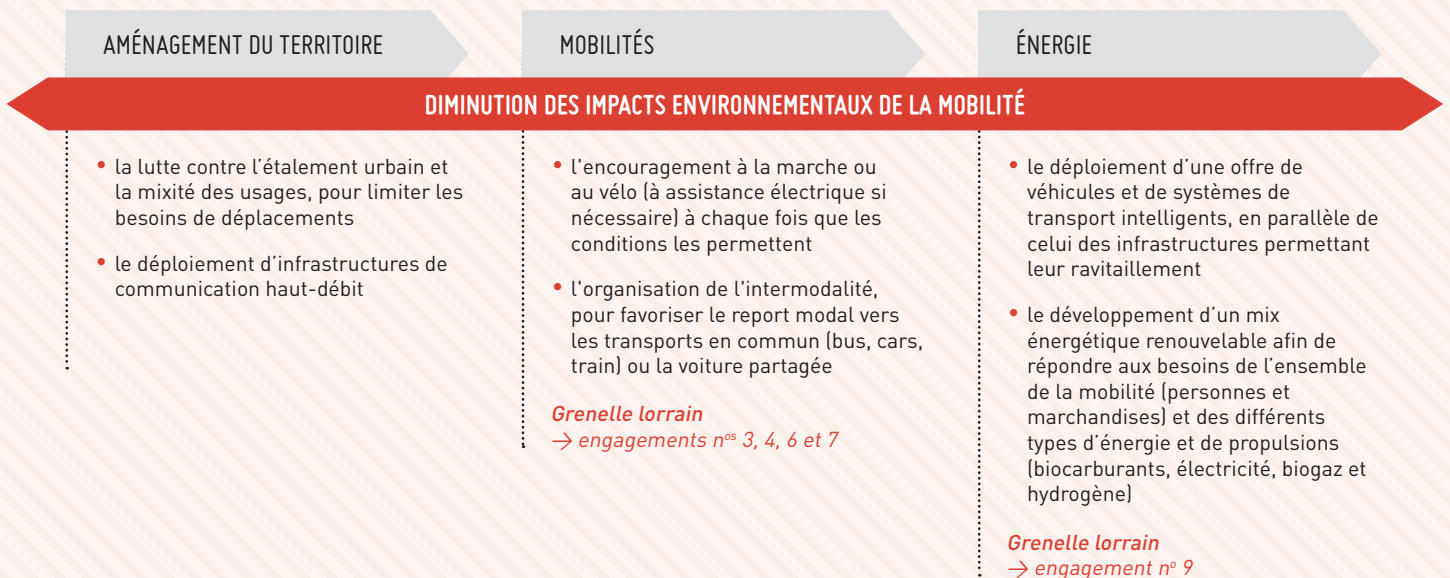 AMÉNAGEMENT DU TERRITOIRE
MOBILITÉS
ÉNERGIE
DIMINUTION DES IMPACTS ENVIRONNEMENTAUX DE LA MOBILITÉ
• la lutte contre l’étalement urbain et
la mixité des usages, pour limiter les
besoins de déplacements
• le déploiement d’infrastructures de
communication haut-débit
• l'encouragement à la marche ou
au vélo (à assistance électrique si
nécessaire) à chaque fois que les
conditions les permettent
• l'organisation de l'intermodalité,
pour favoriser le report modal vers
les transports en commun (bus, cars,
train) ou la voiture partagée
Grenelle lorrain
→ engagements nos 3, 4, 6 et 7
• le déploiement d’une offre de
véhicules et de systèmes de
transport intelligents, en parallèle de
celui des infrastructures permettant
leur ravitaillement
• le développement d’un mix
énergétique renouvelable afin de
répondre aux besoins de l’ensemble
de la mobilité (personnes et
marchandises) et des différents
types d’énergie et de propulsions
(biocarburants, électricité, biogaz et
hydrogène)
Grenelle lorrain
→ engagement no 9